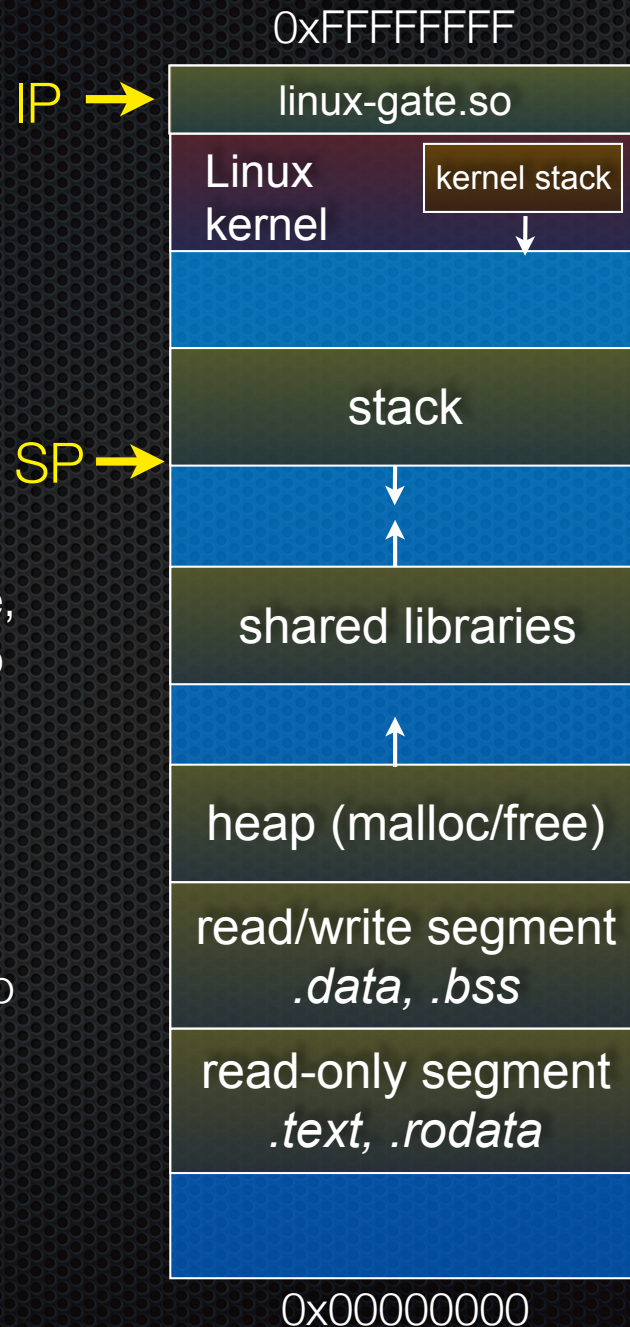 0xFFFFFFFF
IP
linux-gate.so
Linux
kernel
kernel stack
stack
SP
shared libraries
heap (malloc/free)
read/write segment
.data, .bss
read-only segment
.text, .rodata
0x00000000